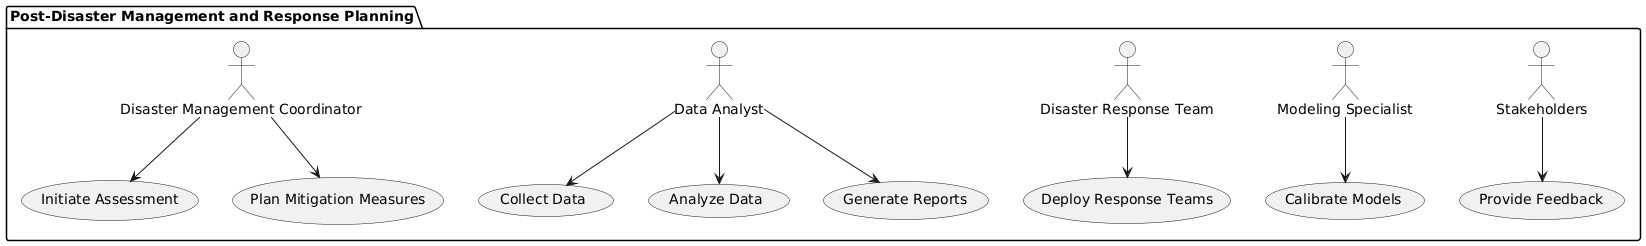 Post-Disaster Management and Response Planning
Disaster Management Coordinator
Data Analyst
Disaster Response Team
Modeling Specialist
Stakeholders
Initiate Assessment
Plan Mitigation Measures
Collect Data
Analyze Data
Generate Reports
Deploy Response Teams
Calibrate Models
Provide Feedback